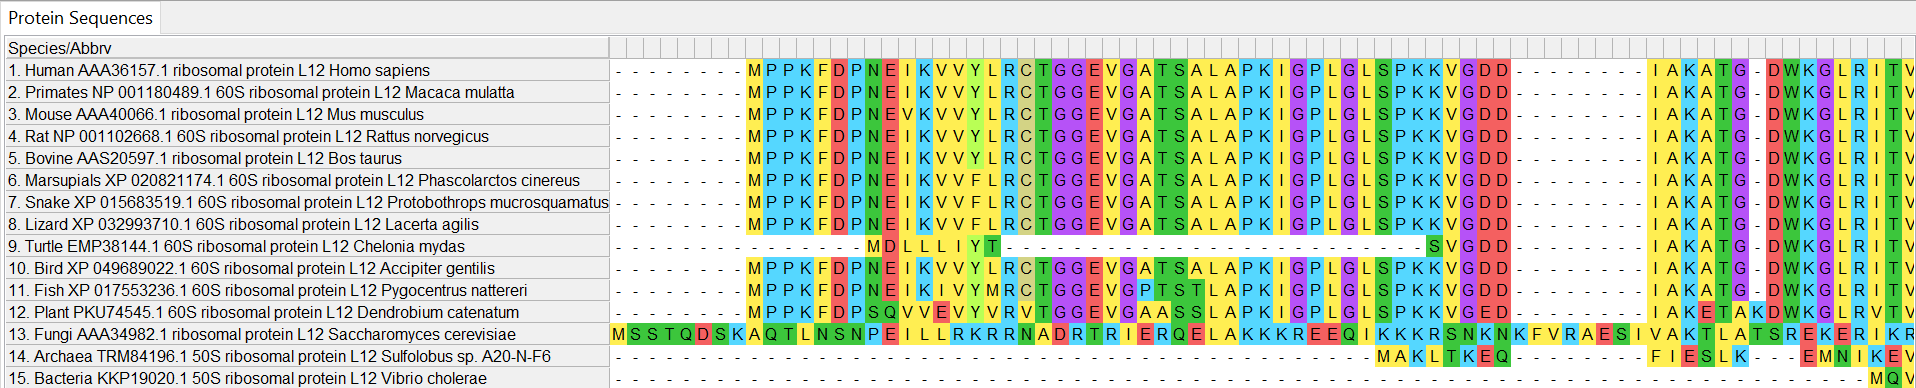 Protein Sequences
Species/Abbrv
1. Human AAA36157.1 ribosomal protein L12 Homo sapiens - - - - - - - - M P P K F D P N E I K V V Y L R C T G G E V G A T S A L A P K I G P L G L S P K K V G D D - - - - - - - - I A K A T G - D W K G L R I T V
2. Primates NP 001180489.1 60S ribosomal protein L12 Macaca mulatta - - - - - - - - M P P K F D P N E I K V V Y L R C T G G E V G A T S A L A P K I G P L G L S P K K V G D D - - - - - - - - I A K A T G - D W K G L R I T V
3. Mouse AAA40066.1 ribosomal protein L12 Mus musculus - - - - - - - - M P P K F D P N E V K V V Y L R C T G G E V G A T S A L A P K I G P L G L S P K K V G D D - - - - - - - - I A K A T G - D W K G L R I T V
4. Rat NP 001102668.1 60S ribosomal protein L12 Rattus norvegicus - - - - - - - - M P P K F D P N E I K V V Y L R C T G G E V G A T S A L A P K I G P L G L S P K K V G D D - - - - - - - - I A K A T G - D W K G L R I T V
5. Bovine AAS20597.1 ribosomal protein L12 Bos taurus - - - - - - - - M P P K F D P N E I K V V Y L R C T G G E V G A T S A L A P K I G P L G L S P K K V G D D - - - - - - - - I A K A T G - D W K G L R I T V
6. Marsupials XP 020821174.1 60S ribosomal protein L12 Phascolarctos cinereus - - - - - - - - M P P K F D P N E I K V V F L R C T G G E V G A T S A L A P K I G P L G L S P K K V G D D - - - - - - - - I A K A T G - D W K G L R I T V
7. Snake XP 015683519.1 60S ribosomal protein L12 Protobothrops mucrosquamatus - - - - - - - - M P P K F D P N E I K V V F L R C T G G E V G A T S A L A P K I G P L G L S P K K V G D D - - - - - - - - I A K A T G - D W K G L R I T V
8. Lizard XP 032993710.1 60S ribosomal protein L12 Lacerta agilis - - - - - - - - M P P K F D P N E I K V V F L R C T G G E V G A T S A L A P K I G P L G L S P K K V G D D - - - - - - - - I A K A T G - D W K G L R I T V
9. Turtle EMP38144.1 60S ribosomal protein L12 Chelonia mydas - - - - - - - - - - - - - - - M D L L L I Y T - - - - - - - - - - - - - - - - - - - - - - - - - S V G D D - - - - - - - - I A K A T G - D W K G L R I T V
10. Bird XP 049689022.1 60S ribosomal protein L12 Accipiter gentilis - - - - - - - - M P P K F D P N E I K V V Y L R C T G G E V G A T S A L A P K I G P L G L S P K K V G D D - - - - - - - - I A K A T G - D W K G L R I T V
11. Fish XP 017553236.1 60S ribosomal protein L12 Pygocentrus nattereri - - - - - - - - M P P K F D P N E I K I V Y M R C T G G E V G P T S T L A P K I G P L G L S P K K V G D D - - - - - - - - I A K A T G - D W K G L R I T V
12. Plant PKU74545.1 60S ribosomal protein L12 Dendrobium catenatum - - - - - - - - M P P K F D P S Q V V E V Y V R V T G G E V G A A S S L A P K I G P L G L S P K K V G E D - - - - - - - - I A K E T A K D W K G L R V T V
13. Fungi AAA34982.1 ribosomal protein L12 Saccharomyces cerevisiae M S S T Q D S K A Q T L N S N P E I L L R K R R N A D R T R I E R Q E L A K K K R E E Q I K K K R S N K N K F V R A E S I V A K T L A T S R E K E R I K R
14. Archaea TRM84196.1 50S ribosomal protein L12 Sulfolobus sp. A20-N-F6 - - - - - - - - - - - - - - - - - - - - - - - - - - - - - - - - - - - - - - - - - - - - - M A K L T K E Q - - - - - - - - F I E S L K - - - E M N I K E V
15. Bacteria KKP19020.1 50S ribosomal protein L12 Vibrio cholerae - - - - - - - - - - - - - - - - - - - - - - - - - - - - - - - - - - - - - - - - - - - - - - - - - - - - - - - - - - - - - - - - - - - - - - - - - - M Q V